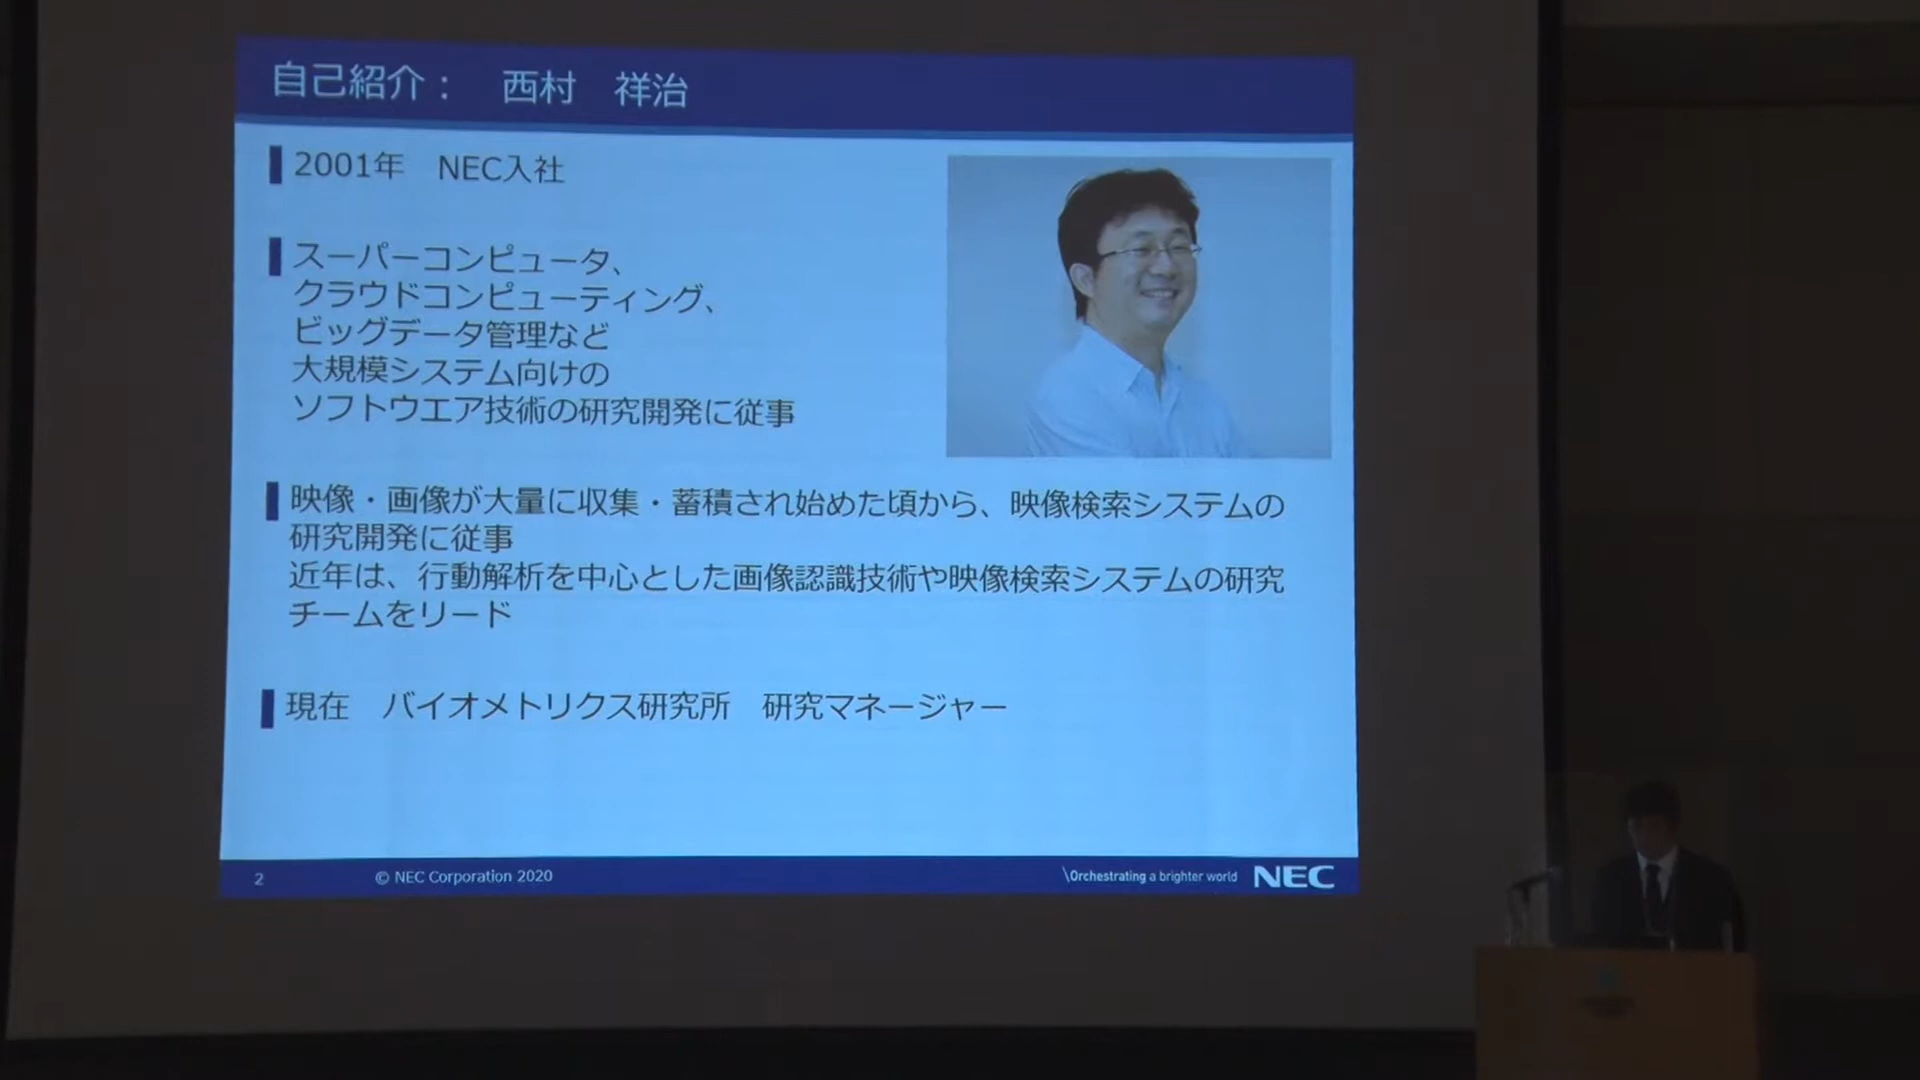 自己紹介： 西村 祥治
2001年 NEC入社
スーパーコンピュータ、
クラウドコンピューティング、
ビッグデータ管理など
大規模システム向けの
ソフトウエア技術の研究開発に従事
映像・画像が大量に収集・蓄積され始めた頃から、映像検索システムの
研究開発に従事
近年は、行動解析を中心とした画像認識技術や映像検索システムの研究
チームをリード
現在 バイオメトリクス研究所 研究マネージャー
2 © NEC Corporation 2020 \Orchestrating a brighter world NEC